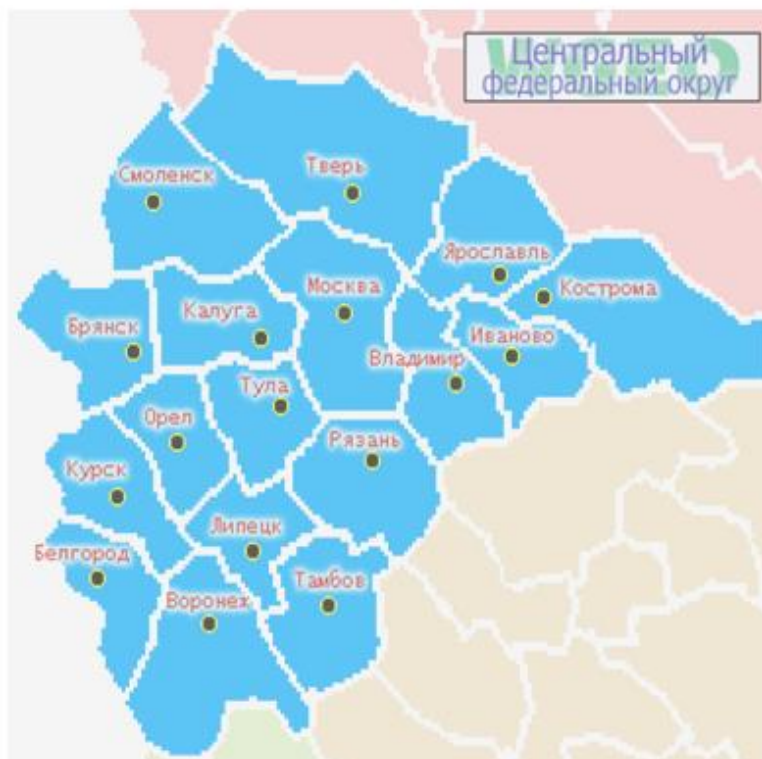 Центральный
федеральный округ
Тверь
Смоленск
Ярославль
Москва
Кострома
Калуга
Брянск
Иваново
Владимир
Тула
Орел
Рязань
Курск
Липецк
Белгород
Тамбов
Воронеж